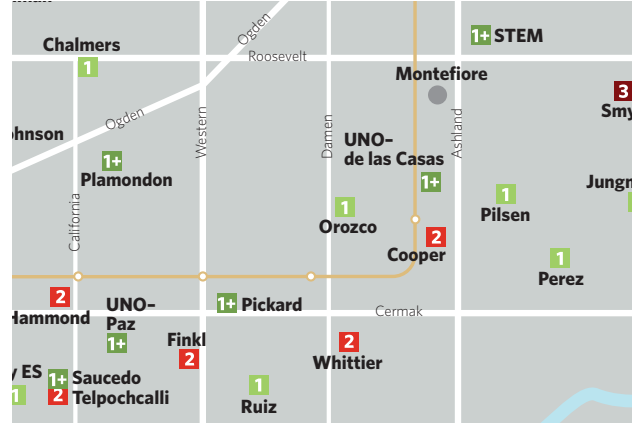 Chalmers
1
Ogden
Roosevelt
1+ STEM
Montefiore
3
Smy
ohnson
Ogden
Western
Damen
Ashland
UNO–
de las Casas
1+
1+
Plamondon
California
1
Orozco
1
Pilsen
Jungm
2
Cooper
1
Perez
2
Hammond
UNO–
Paz
1+
1+ Pickard
Cermak
Finkl
2
2
Whittier
y ES
1
1+ Saucedo
2 Telpochcalli
1
Ruiz